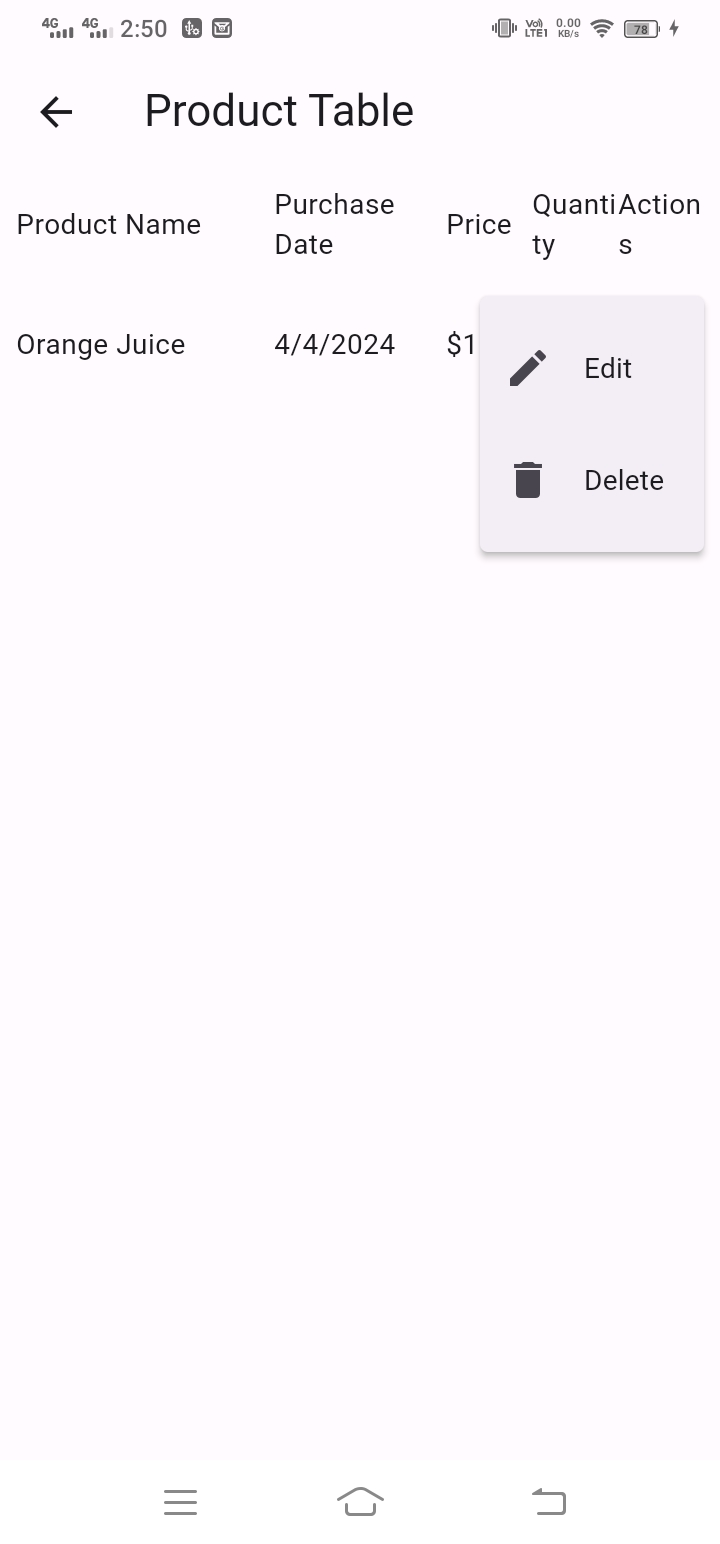 4G 4G 2:50 Vo) LTE1 0.00 KB/s 78
Product Table
Product Name Purchase Date Price Quantity Actions
Orange Juice 4/4/2024 $1
Edit
Delete